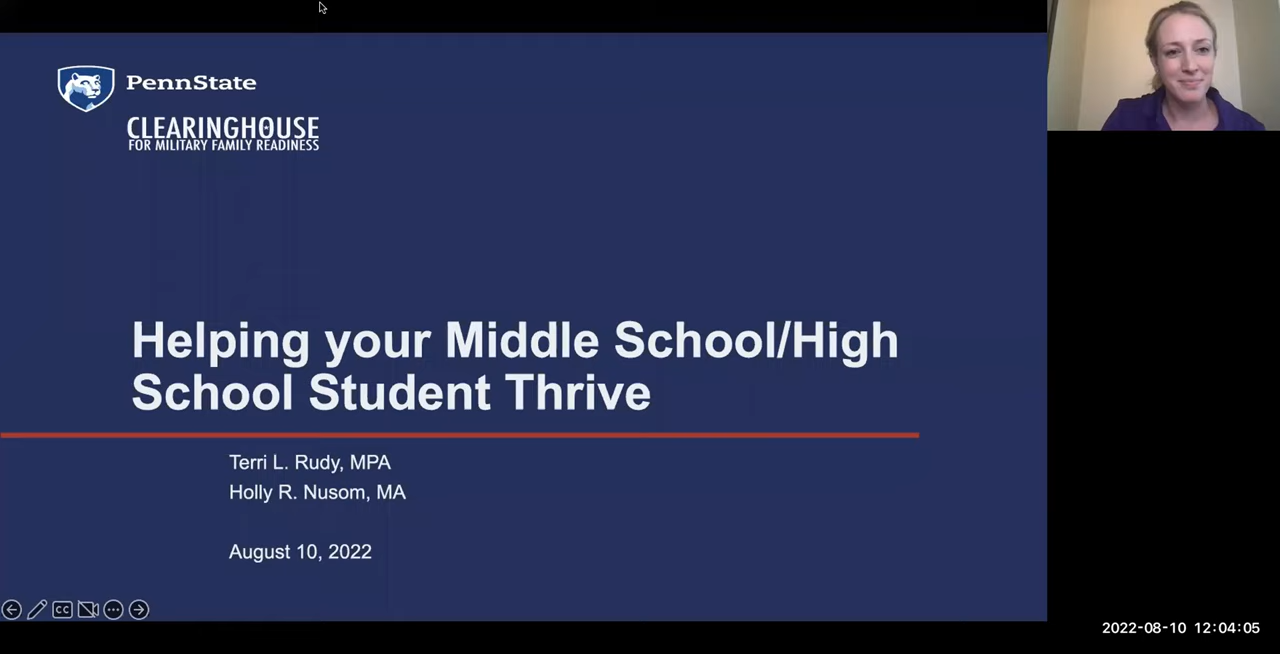 PennState
CLEARINGHOUSE
FOR MILITARY FAMILY READINESS
Helping your Middle School/High
School Student Thrive
Terri L. Rudy, MPA
Holly R. Nusom, MA
August 10, 2022
CC
2022-08-10 12:04:05